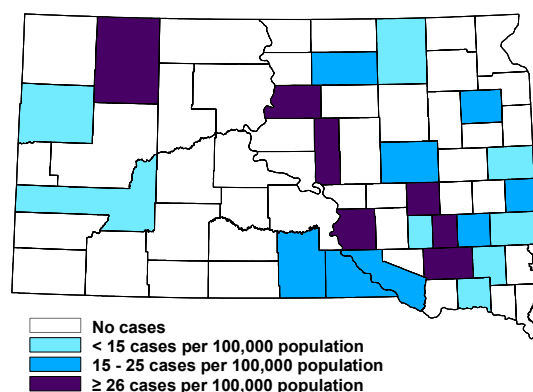 No cases
< 15 cases per 100,000 population
15 - 25 cases per 100,000 population
≥ 26 cases per 100,000 population